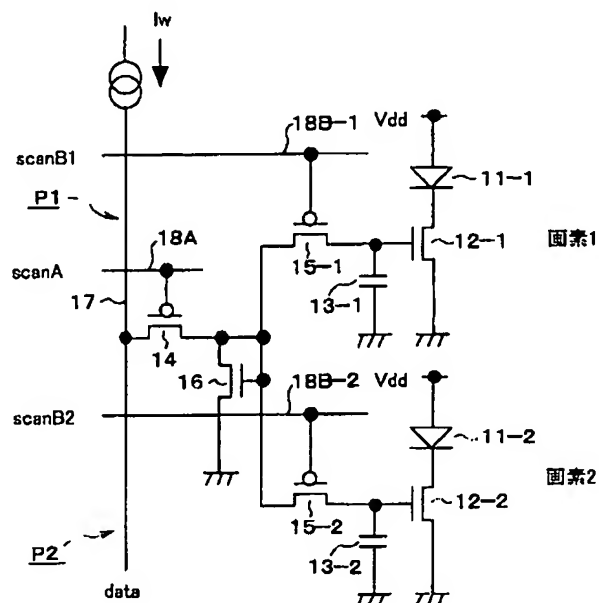 Iw
18B-1
Vdd
scanB1
11-1
P1
12-1
画素1
18A
15-1
scanA
13-1
17
14
16
18B-2
Vdd
scanB2
11-2
画素2
12-2
15-2
P2
13-2
data